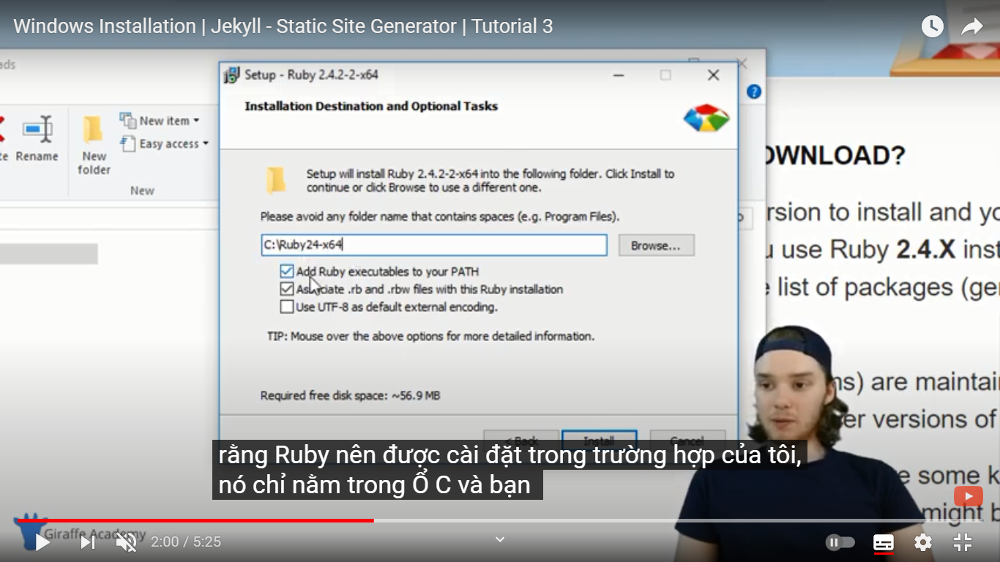 Windows Installation | Jekyll - Static Site Generator | Tutorial 3
Setup - Ruby 2.4.2-2-x64
Installation Destination and Optional Tasks
New item
Easy access
Rename
New
folder
New
OWNLOAD?
Setup will install Ruby 2.4.2-2-x64 into the following folder. Click Install to
continue or click Browse to use a different one.
Please avoid any folder name that contains spaces (e.g. Program Files).
C:\Ruby24-x64
Browse...
Add Ruby executables to your PATH
Associate .rb and .rbw files with this Ruby installation
Use UTF-8 as default external encoding.
TIP: Mouse over the above options for more detailed information.
Required free disk space: ~56.9 MB
< Back
Install
Cancel
rsion to install and yo
u use Ruby 2.4.X inst
list of packages (ger
ns) are maintai
er versions of
e some k
might b
rằng Ruby nên được cài đặt trong trường hợp của tôi,
nó chỉ nằm trong Ổ C và bạn
Giraffe Academy
2:00 / 5:25